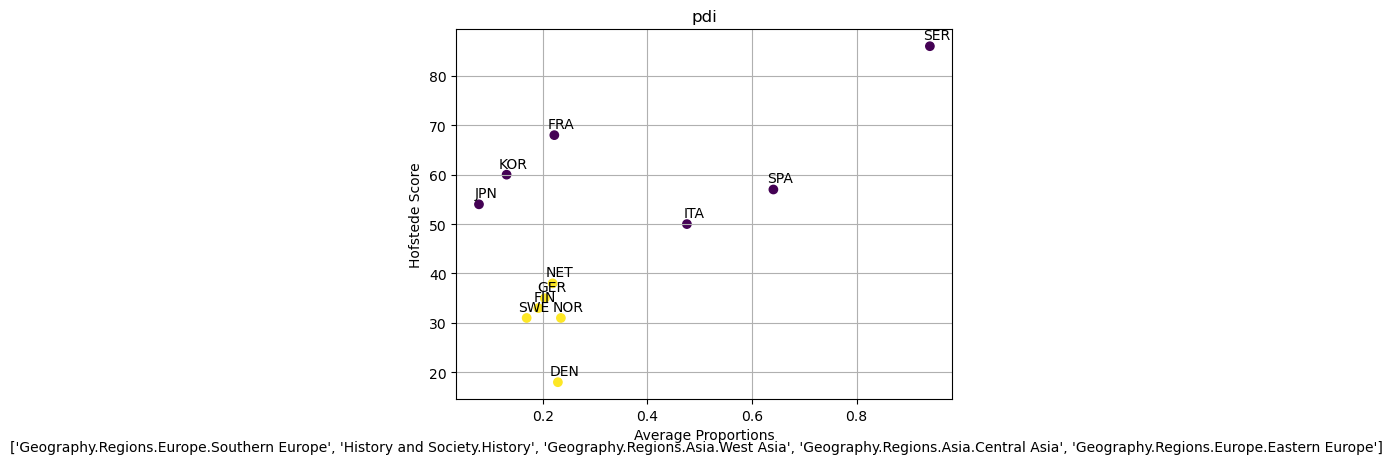 pdi
SER
80
70
FRA
KOR
60
SPA
JPN
ITA
50
Hofstede Score
40
NET
GER
FIN
SWE NOR
30
DEN
20
0.2 0.4 0.6 0.8
Average Proportions
['Geography.Regions.Europe.Southern Europe', 'History and Society.History', 'Geography.Regions.Asia.West Asia', 'Geography.Regions.Asia.Central Asia', 'Geography.Regions.Europe.Eastern Europe']